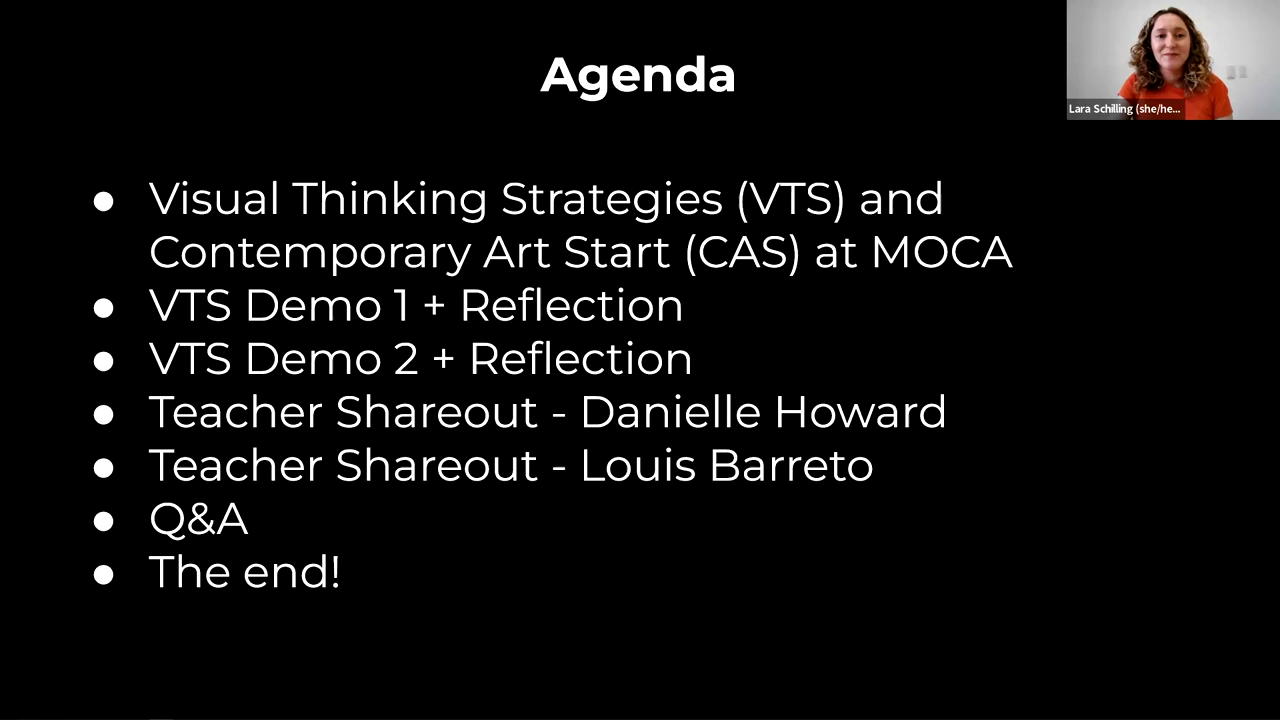 Agenda
Lara Schilling (she/he...
● Visual Thinking Strategies (VTS) and
Contemporary Art Start (CAS) at MOCA
● VTS Demo 1 + Reflection
● VTS Demo 2 + Reflection
● Teacher Shareout - Danielle Howard
● Teacher Shareout - Louis Barreto
● Q&A
● The end!